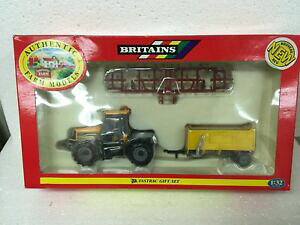 AUTHENTIC
FARM MODELS
BRITAINS
NEW
JCB FASTRAC GIFT SET
1:32